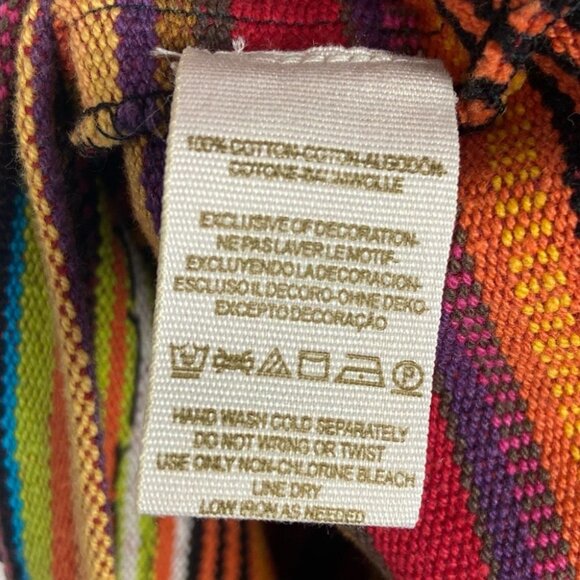 100% COTTON-COTTON-ALGODÓN-
COTONE-BAUMWOLLE
EXCLUSIVE OF DECORATION-
NE PAS LAVER LE MOTIF.
EXCLUYENDO LA DECORACION-
ESCLUSO IL DECORO-OHNE DEKO-
EXCEPTO DECORAÇÃO
HAND WASH COLD SEPARATELY
DO NOT WRING OR TWIST
USE ONLY NON-CHLORINE BLEACH
LINE DRY
LOW IRON AS NEEDED